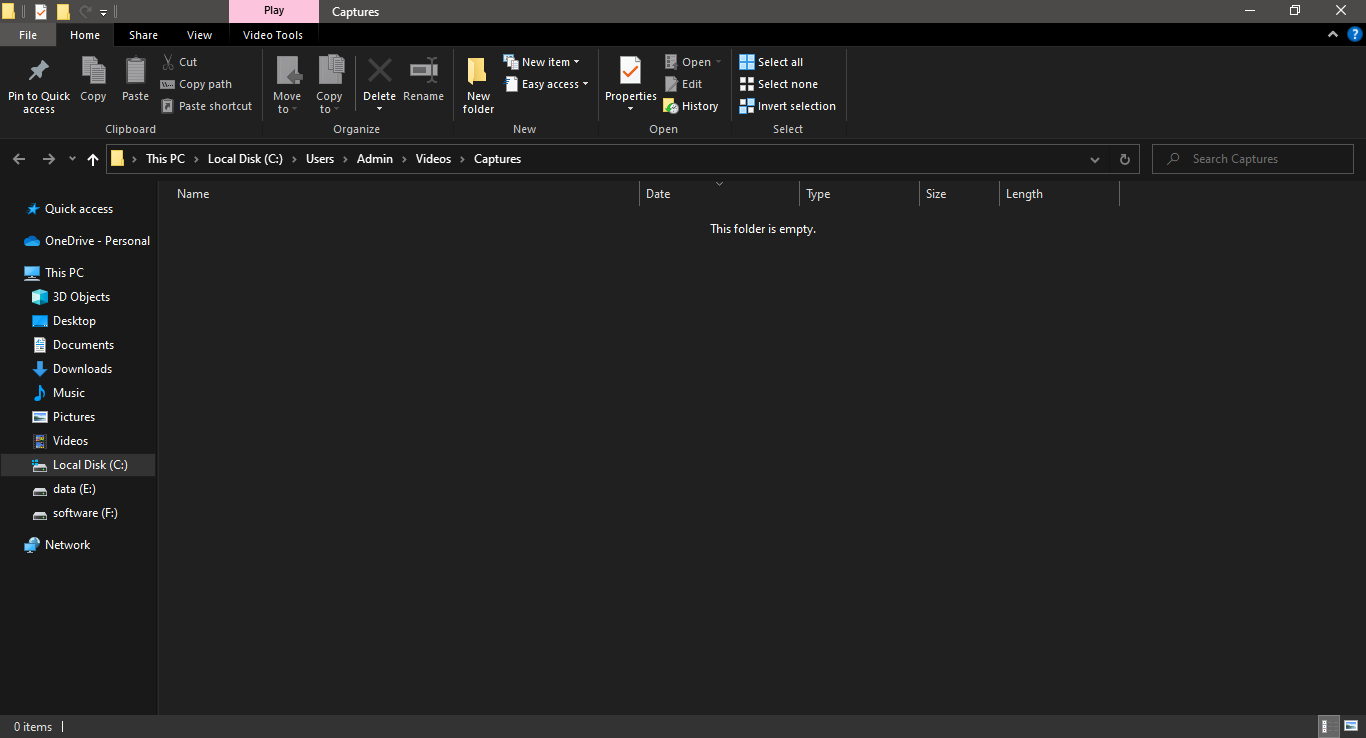 Play
Captures
File Home Share View Video Tools
Pin to Quick access
Copy
Paste
Cut
Copy path
Paste shortcut
Clipboard
Move to
Copy to
Delete
Rename
Organize
New folder
New item
Easy access
New
Properties
Open
Edit
History
Open
Select all
Select none
Invert selection
Select
This PC > Local Disk (C:) > Users > Admin > Videos > Captures
Search Captures
Name Date Type Size Length
This folder is empty.
Quick access
OneDrive - Personal
This PC
3D Objects
Desktop
Documents
Downloads
Music
Pictures
Videos
Local Disk (C:)
data (E:)
software (F:)
Network
0 items